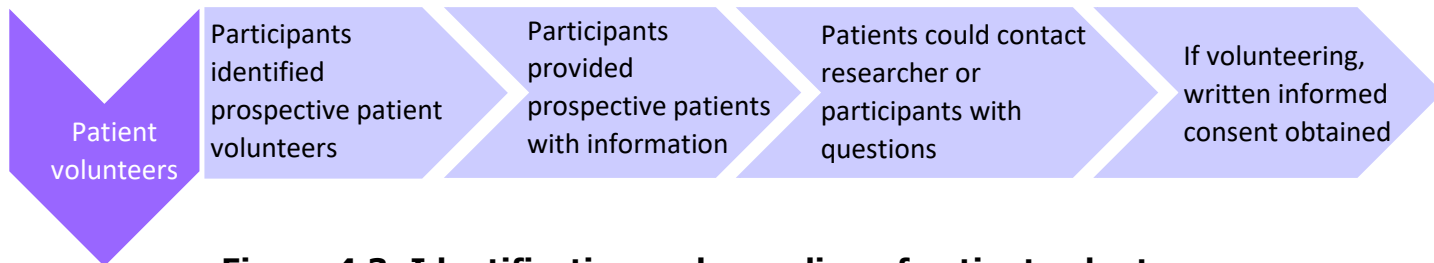 Patient
volunteers
Participants
identified
prospective patient
volunteers
Participants
provided
prospective patients
with information
Patients could contact
researcher or
participants with
questions
If volunteering,
written informed
consent obtained